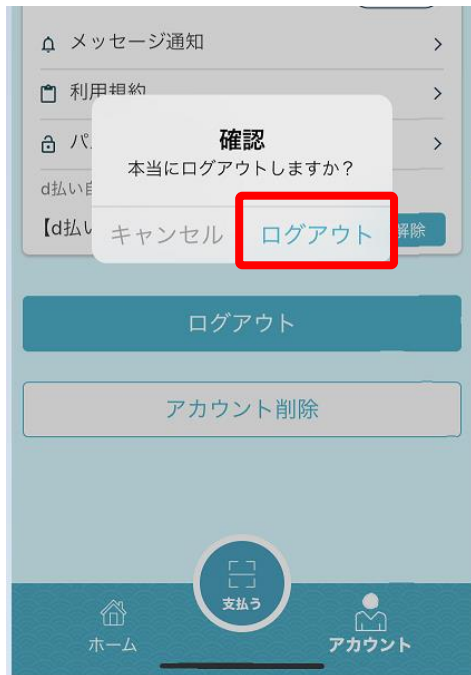 メッセージ通知
利用規約
パ
確認
本当にログアウトしますか？
d払い
【d払い
キャンセル
ログアウト
解除
ログアウト
アカウント削除
支払う
ホーム
アカウント